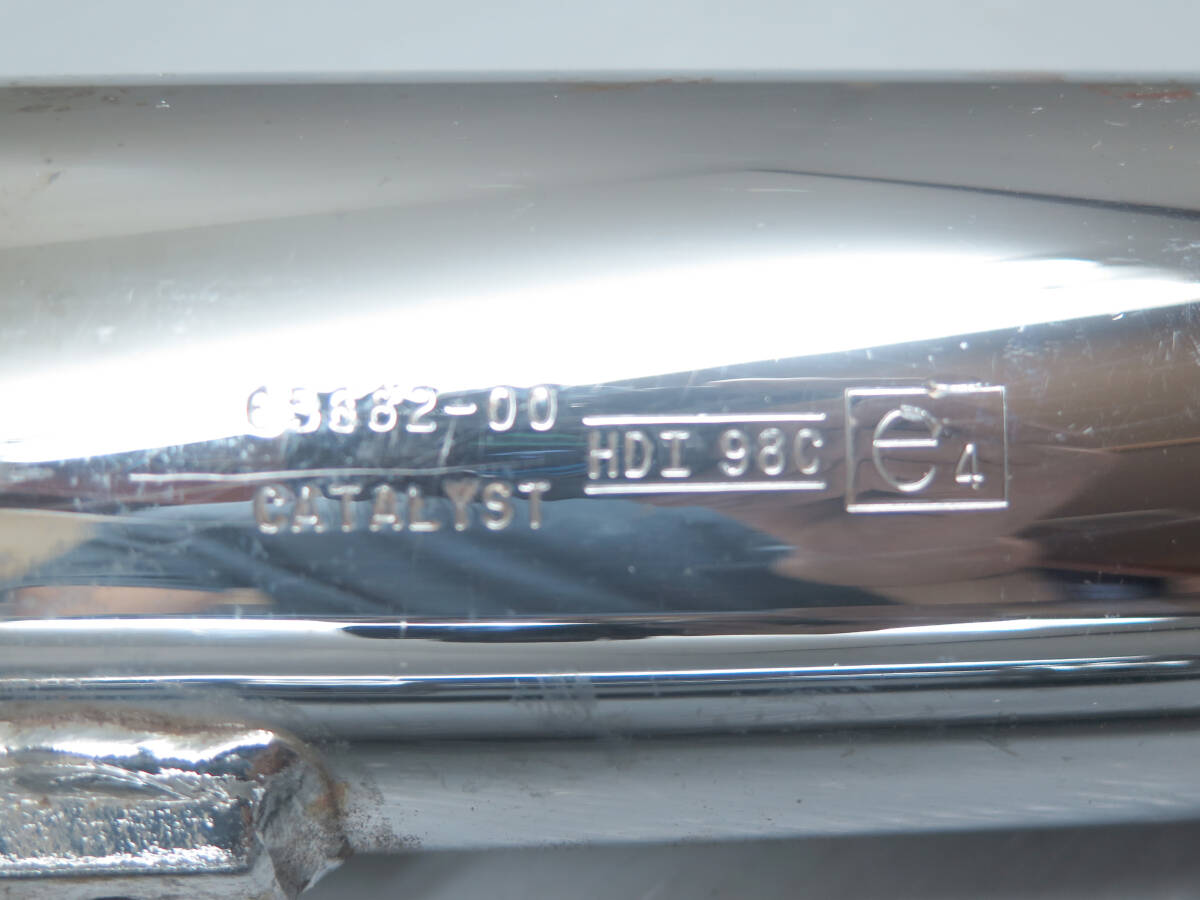 65882-00
CATALYST
HDI 98C
e4